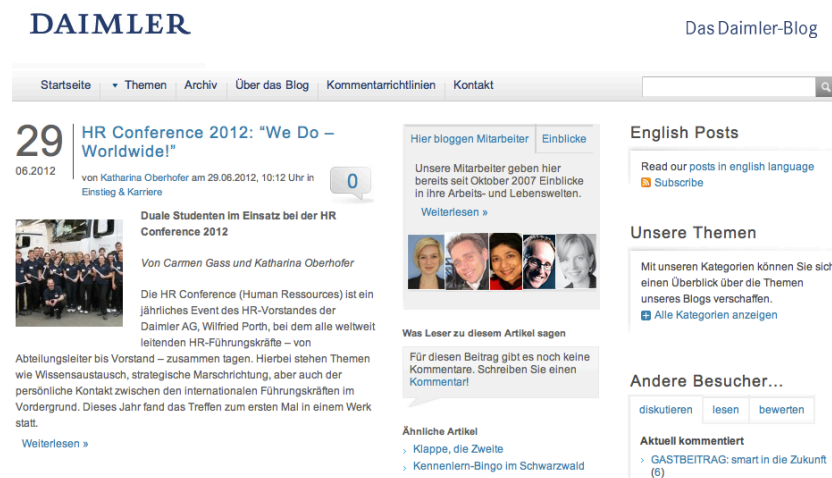 DAIMLER
Das Daimler-Blog
Startseite
Themen
Archiv
Über das Blog
Kommentarrichtlinien
Kontakt
29
06.2012
HR Conference 2012: “We Do –
Worldwide!”
von Katharina Oberhofer am 29.06.2012, 10:12 Uhr in
Einstieg & Karriere
0
Duale Studenten im Einsatz bei der HR
Conference 2012
Von Carmen Gass und Katharina Oberhofer
Die HR Conference (Human Ressources) ist ein
jährliches Event des HR-Vorstandes der
Daimler AG, Wilfried Porth, bei dem alle weltweit
leitenden HR-Führungskräfte – von
Abteilungsleiter bis Vorstand – zusammen tagen. Hierbei stehen Themen
wie Wissensaustausch, strategische Marschrichtung, aber auch der
persönliche Kontakt zwischen den internationalen Führungskräften im
Vordergrund. Dieses Jahr fand das Treffen zum ersten Mal in einem Werk
statt.
Weiterlesen »
Hier bloggen Mitarbeiter
Einblicke
Unsere Mitarbeiter geben hier
bereits seit Oktober 2007 Einblicke
in ihre Arbeits- und Lebenswelten.
Weiterlesen »
Was Leser zu diesem Artikel sagen
Für diesen Beitrag gibt es noch keine
Kommentare. Schreiben Sie einen
Kommentar!
Ähnliche Artikel
Klappe, die Zweite
Kennenlern-Bingo im Schwarzwald
English Posts
Read our posts in english language
Subscribe
Unsere Themen
Mit unseren Kategorien können Sie sich
einen Überblick über die Themen
unseres Blogs verschaffen.
Alle Kategorien anzeigen
Andere Besucher...
diskutieren
lesen
bewerten
Aktuell kommentiert
GASTBEITRAG: smart in die Zukunft
(6)